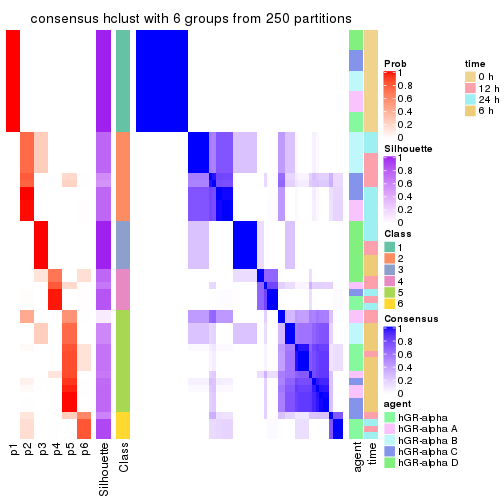 consensus hclust with 6 groups from 250 partitions
p1
p2
p3
p4
p5
p6
Silhouette
Class
agent
time
Prob
1
0.8
0.6
0.4
0.2
0
Silhouette
1
0.8
0.6
0.4
0.2
0
Class
1
2
3
4
5
6
Consensus
1
0.8
0.6
0.4
0.2
0
agent
hGR-alpha
hGR-alpha A
hGR-alpha B
hGR-alpha C
hGR-alpha D
time
0 h
12 h
24 h
6 h